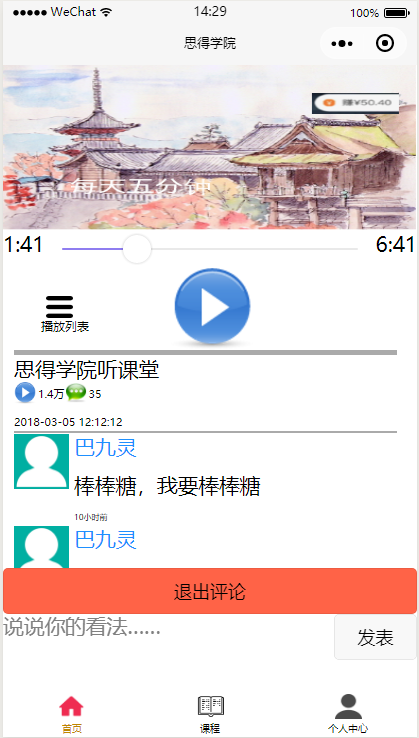 WeChat 14:29 100%
思得学院
赚¥50.40
每天五分钟
1:41 6:41
播放列表
思得学院听课堂
1.4万 35
2018-03-05 12:12:12
巴九灵
棒棒糖，我要棒棒糖
10小时前
巴九灵
退出评论
说说你的看法...... 发表
首页 课程 个人中心